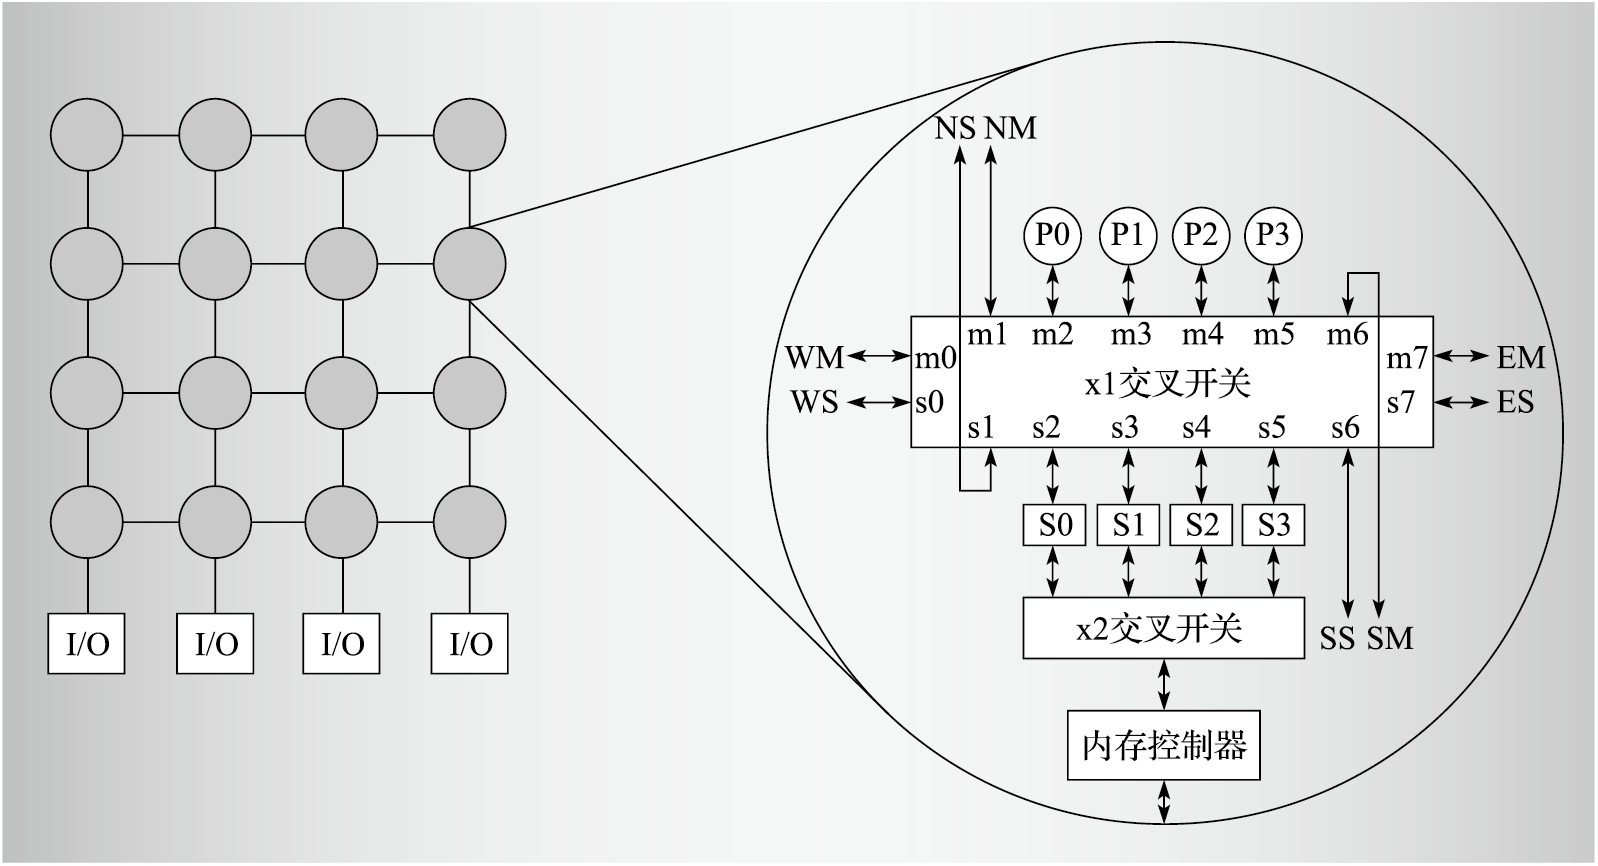 NS NM
P0 P1 P2 P3
m1 m2 m3 m4 m5 m6
WM m0 m7 EM
x1交叉开关
WS s0 s7 ES
s1 s2 s3 s4 s5 s6
S0 S1 S2 S3
x2交叉开关 SS SM
I/O I/O I/O I/O
内存控制器